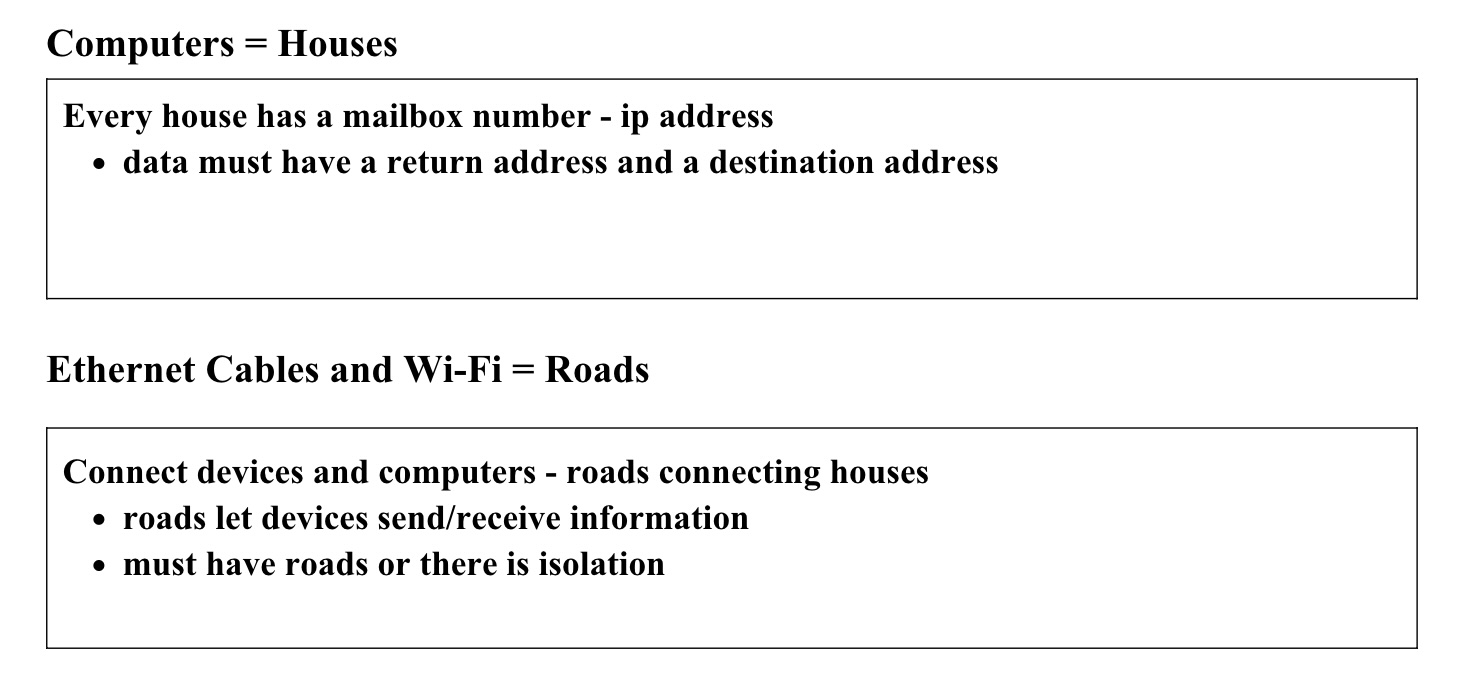 Computers = Houses
Every house has a mailbox number - ip address
• data must have a return address and a destination address
Ethernet Cables and Wi-Fi = Roads
Connect devices and computers - roads connecting houses
• roads let devices send/receive information
• must have roads or there is isolation